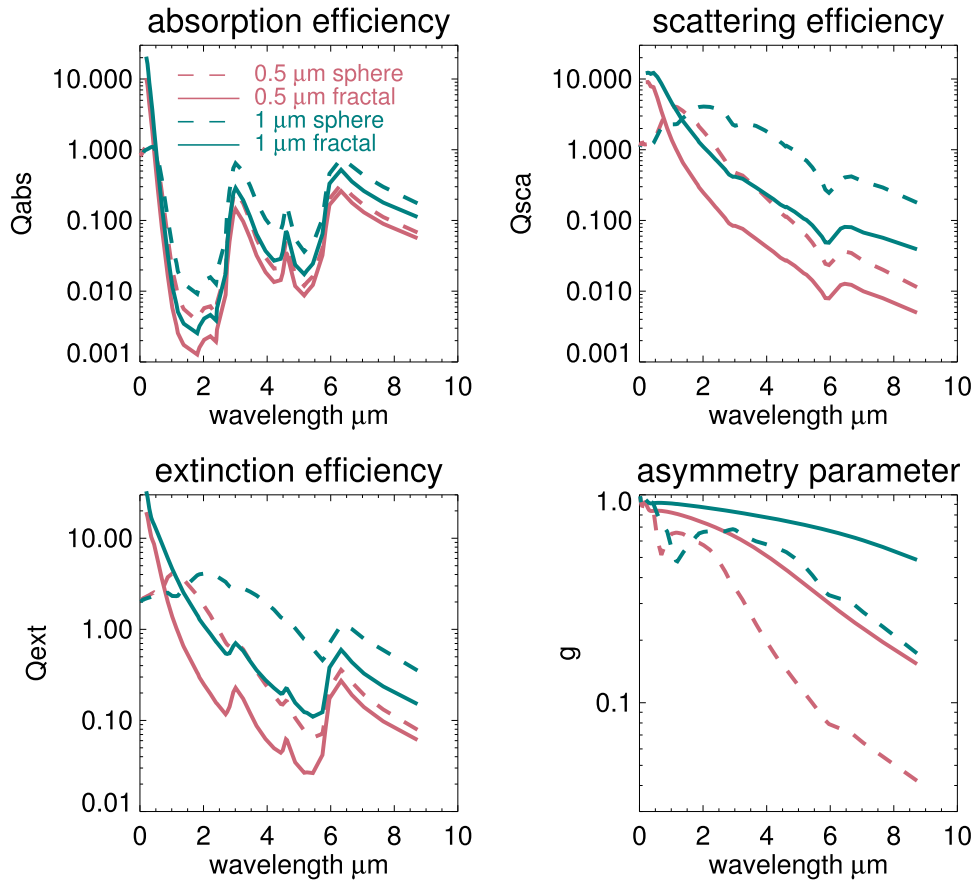 absorption efficiency
10.000
1.000
0.100
0.010
0.001
Qabs
0.5 μm sphere
0.5 μm fractal
1 μm sphere
1 μm fractal
0 2 4 6 8 10
wavelength μm
scattering efficiency
10.000
1.000
0.100
0.010
0.001
Qsca
0 2 4 6 8 10
wavelength μm
extinction efficiency
10.00
1.00
0.10
0.01
Qext
0 2 4 6 8 10
wavelength μm
asymmetry parameter
1.0
0.1
g
0 2 4 6 8 10
wavelength μm